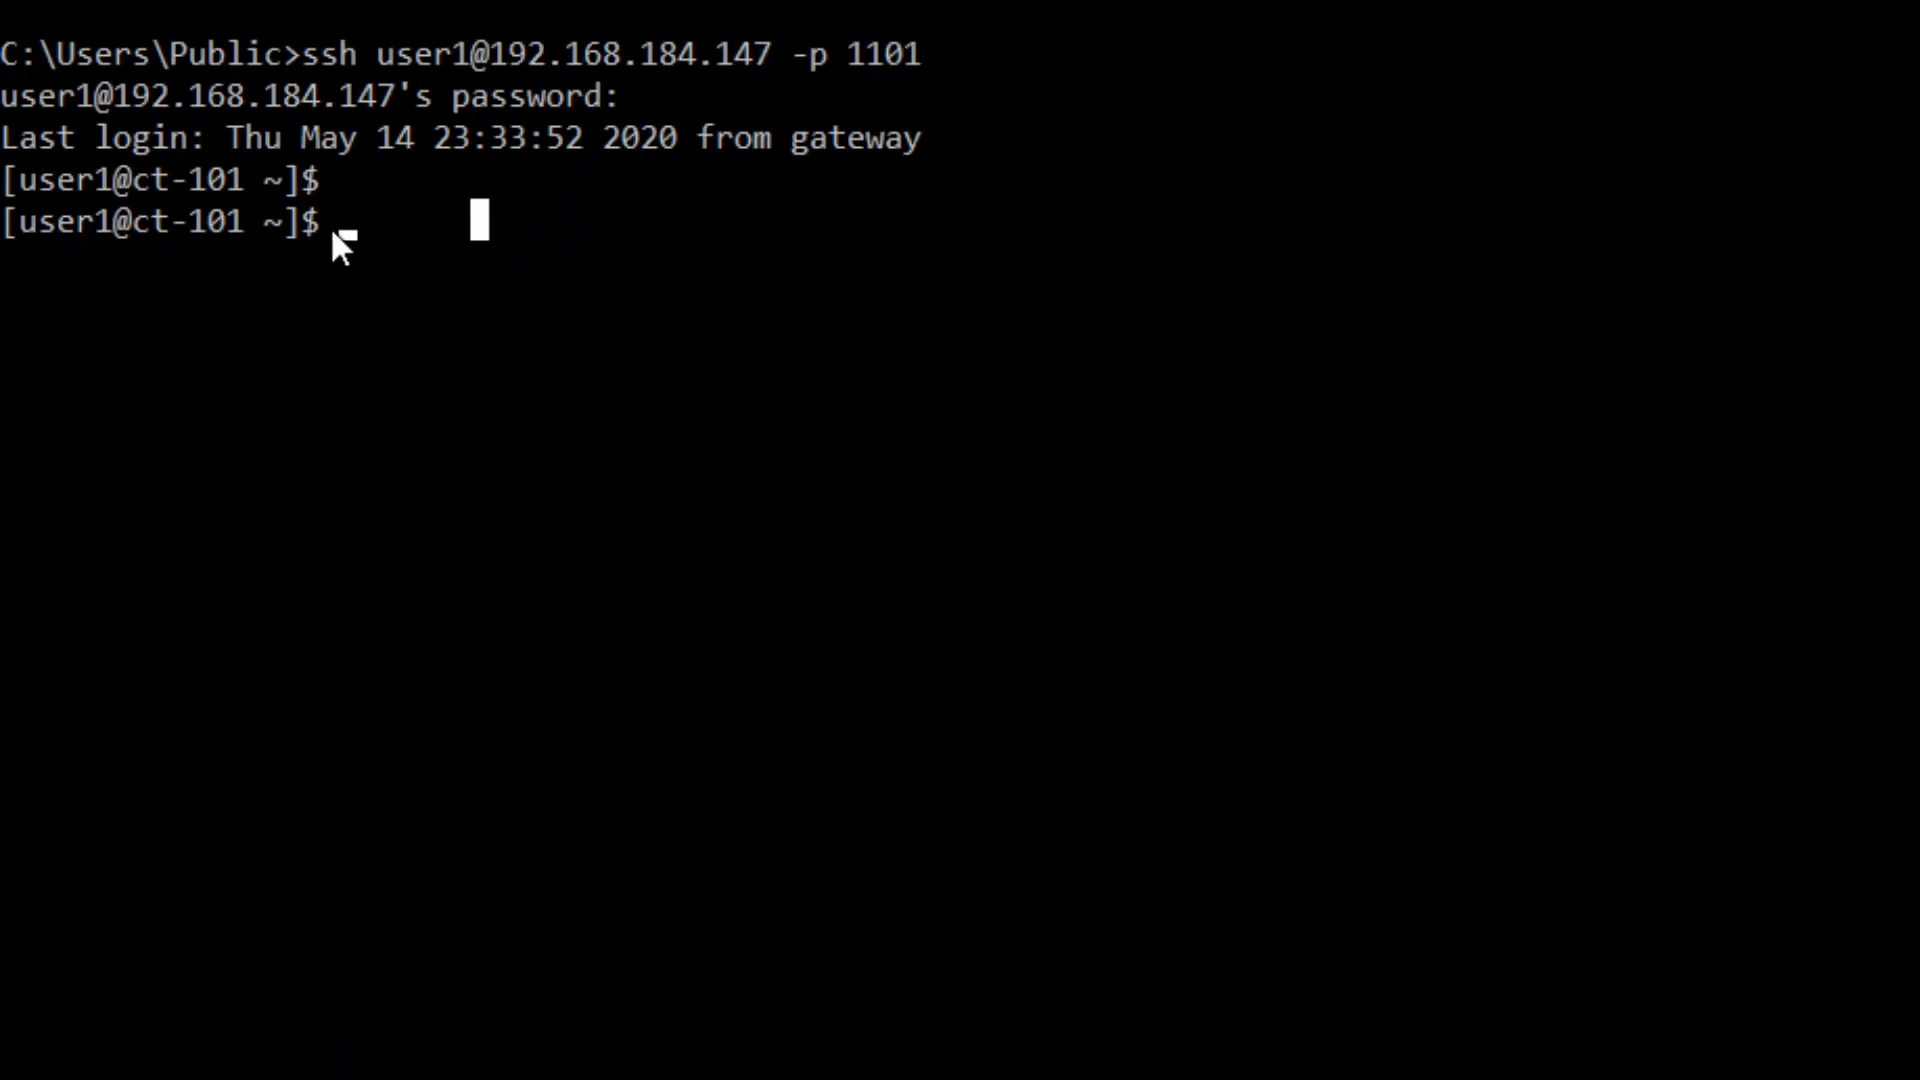 C:\Users\Public>ssh user1@192.168.184.147 -p 1101
user1@192.168.184.147's password:
Last login: Thu May 14 23:33:52 2020 from gateway
[user1@ct-101 ~]$
[user1@ct-101 ~]$